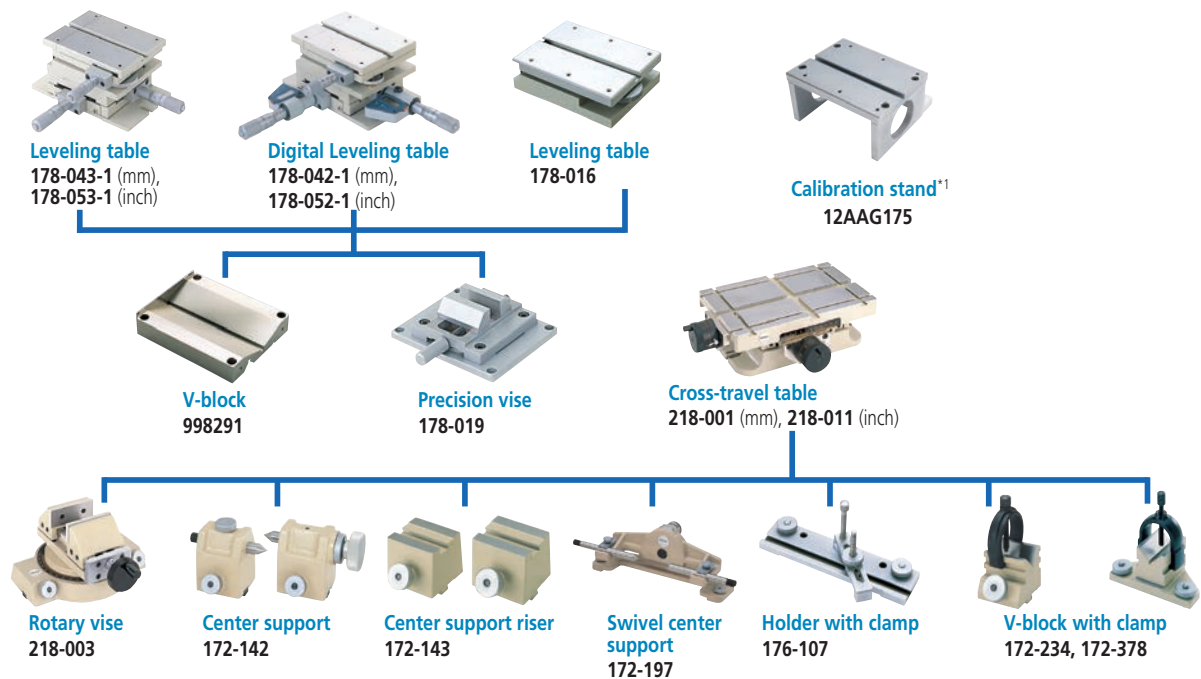 Leveling table
178-043-1 (mm),
178-053-1 (inch)
Digital Leveling table
178-042-1 (mm),
178-052-1 (inch)
Leveling table
178-016
Calibration stand*1
12AAG175
V-block
998291
Precision vise
178-019
Cross-travel table
218-001 (mm), 218-011 (inch)
Rotary vise
218-003
Center support
172-142
Center support riser
172-143
Swivel center
support
172-197
Holder with clamp
176-107
V-block with clamp
172-234, 172-378